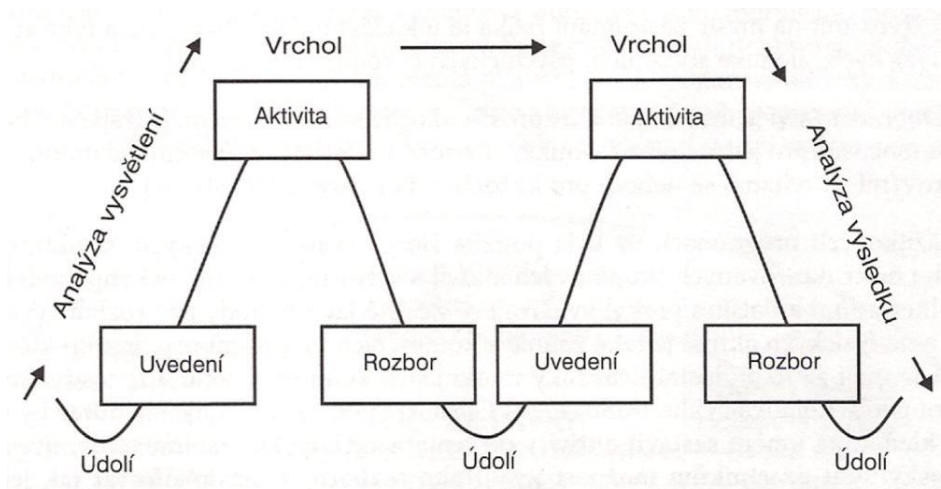 Vrchol
Vrchol
Aktivita
Aktivita
Analýza vysvětlení
Analýza výsledku
Uvedení
Rozbor
Uvedení
Rozbor
Údolí
Údolí
Údolí